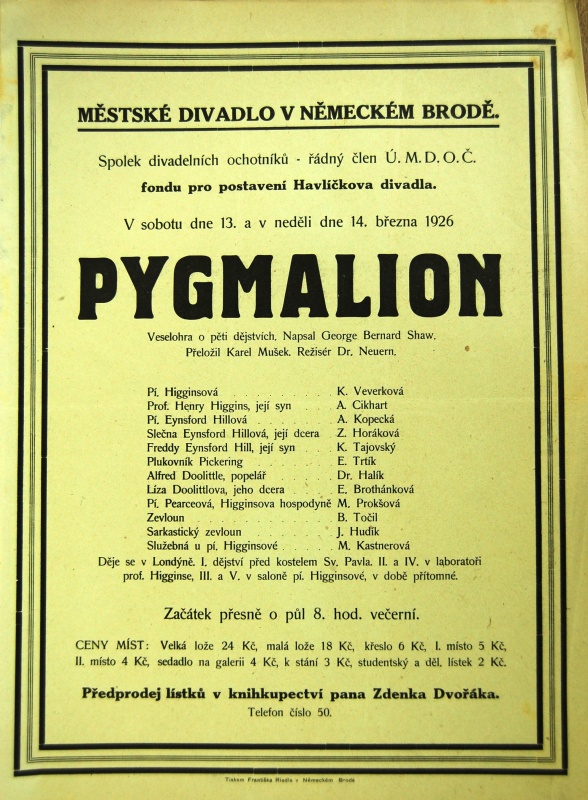 MĚSTSKÉ DIVADLO V NĚMECKÉM BRODĚ.
Spolek divadelních ochotníků - řádný člen Ú. M. D. O. Č.
fondu pro postavení Havlíčkova divadla.
V sobotu dne 13. a v neděli dne 14. března 1926
PYGMALION
Veselohra o pěti dějstvích. Napsal George Bernard Shaw.
Přeložil Karel Mušek. Režisér Dr. Neuern.
Pí. Higginsová . . . . . . . . . . K. Veverková
Prof. Henry Higgins, její syn . . . . A. Cikhart
Pí. Eynsford Hillová . . . . . . . A. Kopecká
Slečna Eynsford Hillová, její dcera Z. Horáková
Freddy Eynsford Hill, její syn . . . K. Tajovský
Plukovník Pickering . . . . . . . E. Trtík
Alfred Doolittle, popelář . . . . . Dr. Halík
Líza Doolittlova, jeho dcera . . . . E. Brothánková
Pí. Pearceová, Higginsova hospodyně M. Prokšová
Zevloun . . . . . . . . . . . B. Točil
Sarkastický zevloun . . . . . . . J. Hudík
Služebná u pí. Higginsové . . . . . M. Kastnerová
Děje se v Londýně. I. dějství před kostelem Sv. Pavla. II. a IV. v laboratoři
prof. Higginse, III. a V. v saloně pí. Higginsové, v době přítomné.
Začátek přesně o půl 8. hod. večerní.
CENY MÍST: Velká lože 24 Kč, malá lože 18 Kč, křeslo 6 Kč, I. místo 5 Kč,
II. místo 4 Kč, sedadlo na galerii 4 Kč, k stání 3 Kč, studentský a děl. lístek 2 Kč.
Předprodej lístků v knihkupectví pana Zdenka Dvořáka.
Telefon číslo 50.
Tiskem Františka Riedla v Německém Brodě